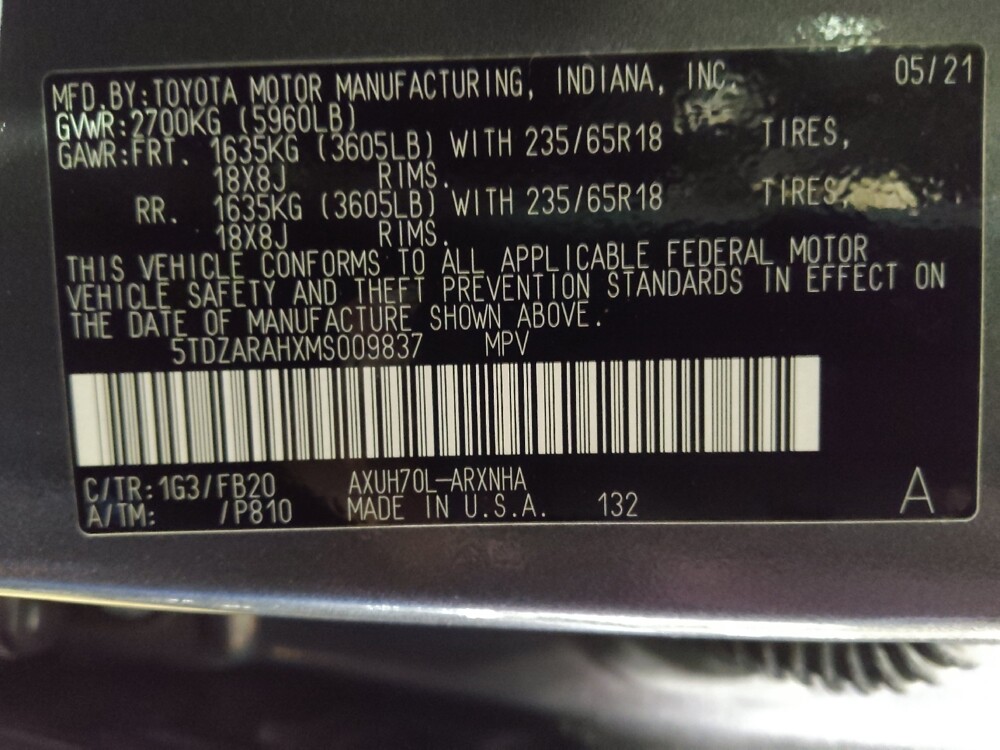 MFD.BY:TOYOTA MOTOR MANUFACTURING, INDIANA, INC. 05/21
GVWR:2700KG (5960LB)
GAWR:FRT. 1635KG (3605LB) WITH 235/65R18 TIRES,
18X8J RIMS.
RR. 1635KG (3605LB) WITH 235/65R18 TIRES,
18X8J RIMS.
THIS VEHICLE CONFORMS TO ALL APPLICABLE FEDERAL MOTOR
VEHICLE SAFETY AND THEFT PREVENTION STANDARDS IN EFFECT ON
THE DATE OF MANUFACTURE SHOWN ABOVE.
5TDZARAHXMS009837 MPV
C/TR:1G3/FB20 AXUH70L-ARXNHA
A/TM: /P810 MADE IN U.S.A. 132 A